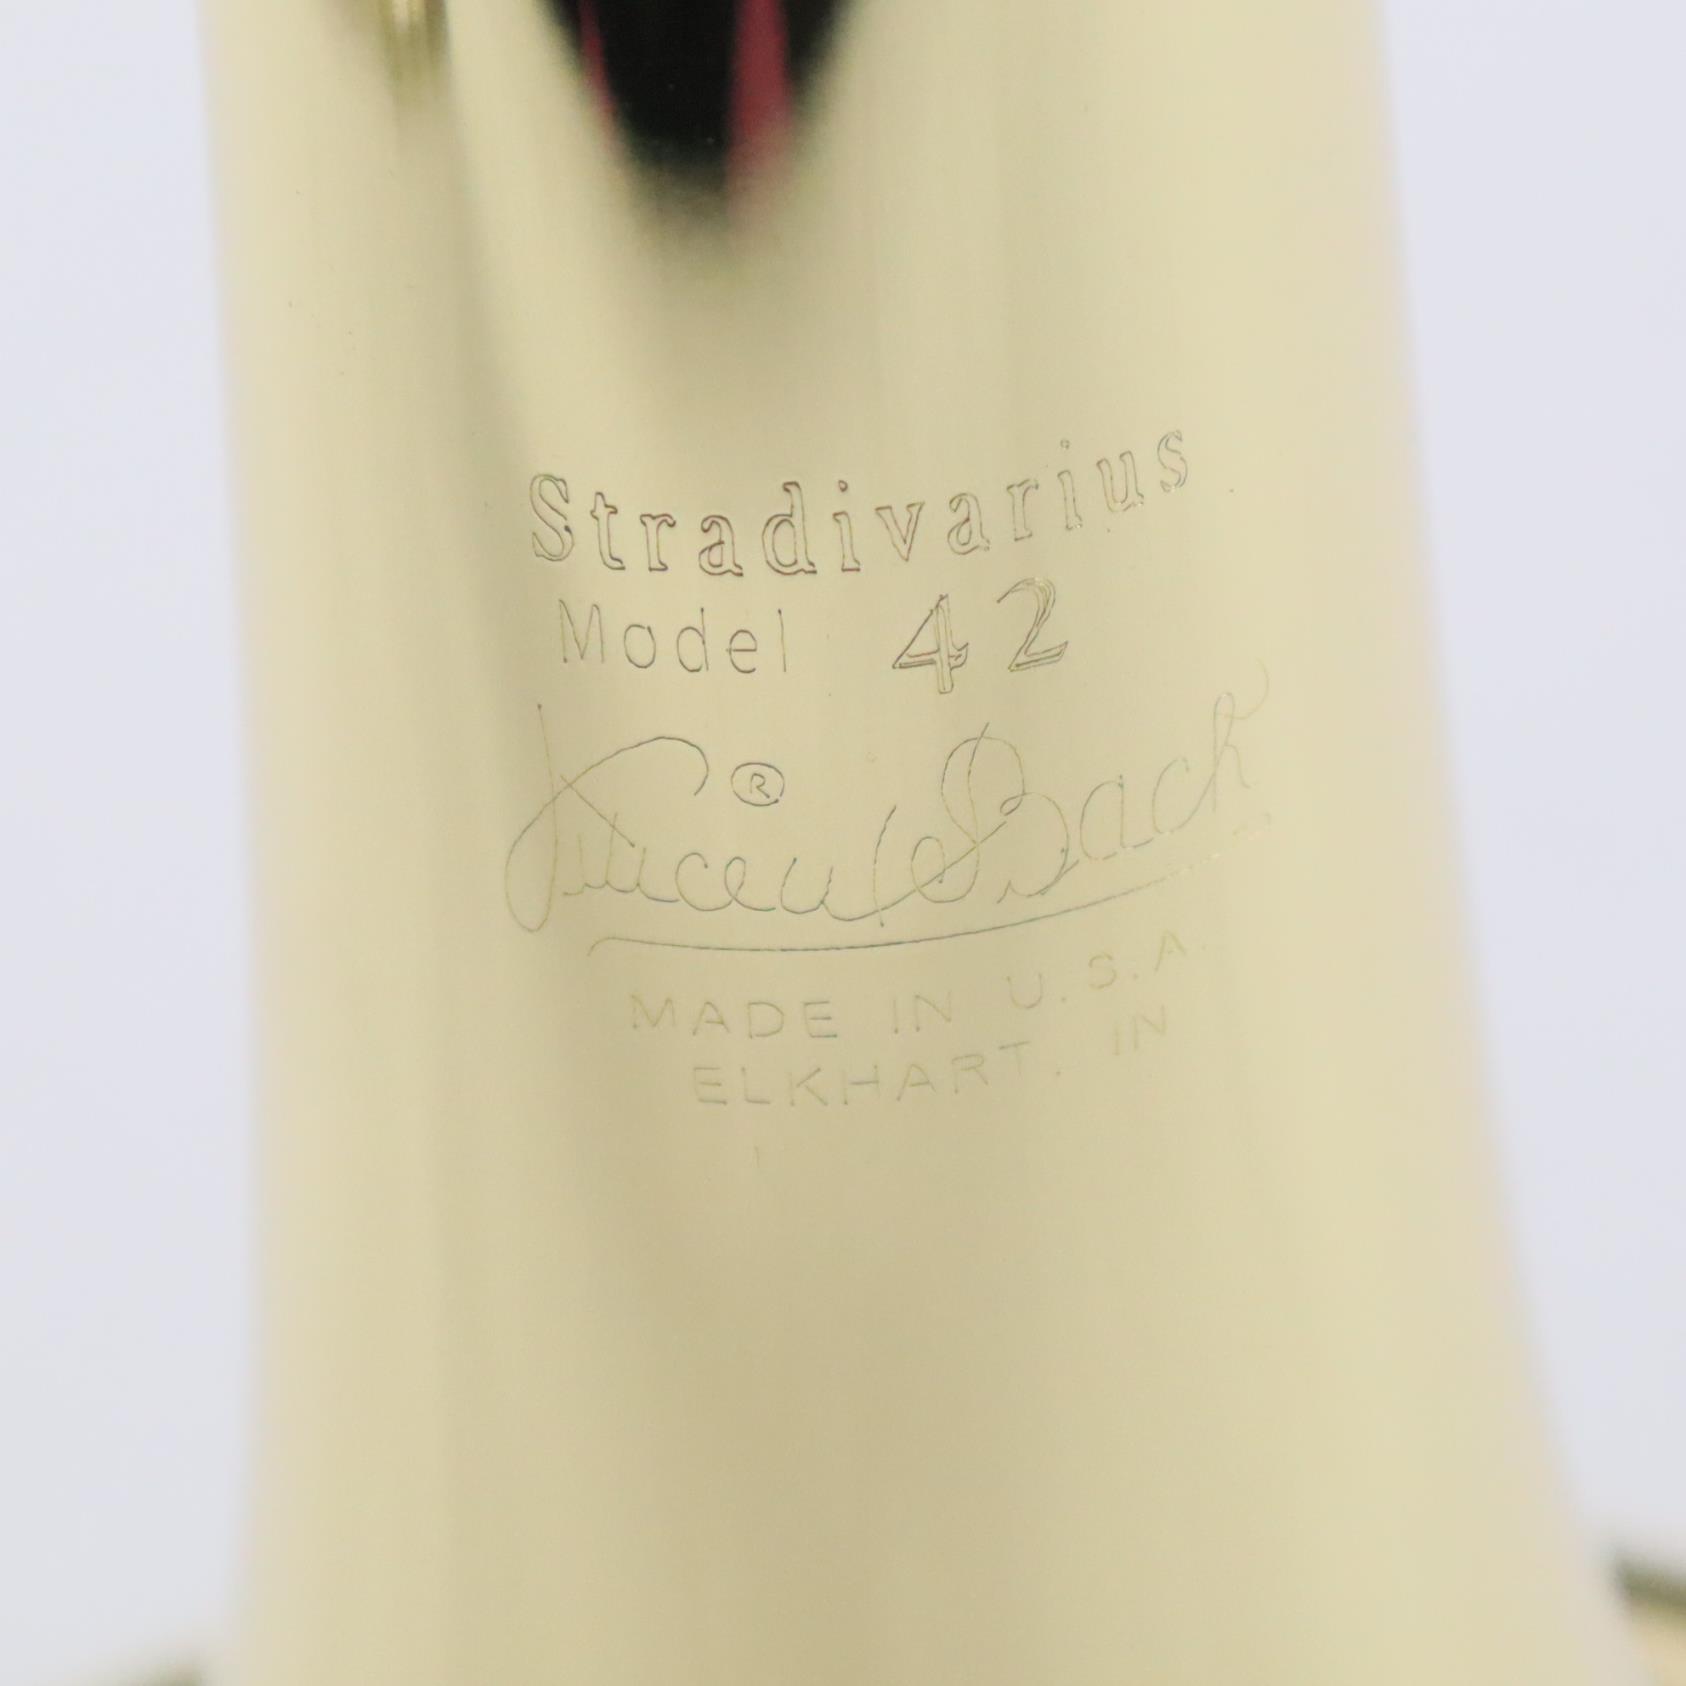 Stradivarius
Model 42
Vincent Bach
®
MADE IN U.S.A.
ELKHART, IN